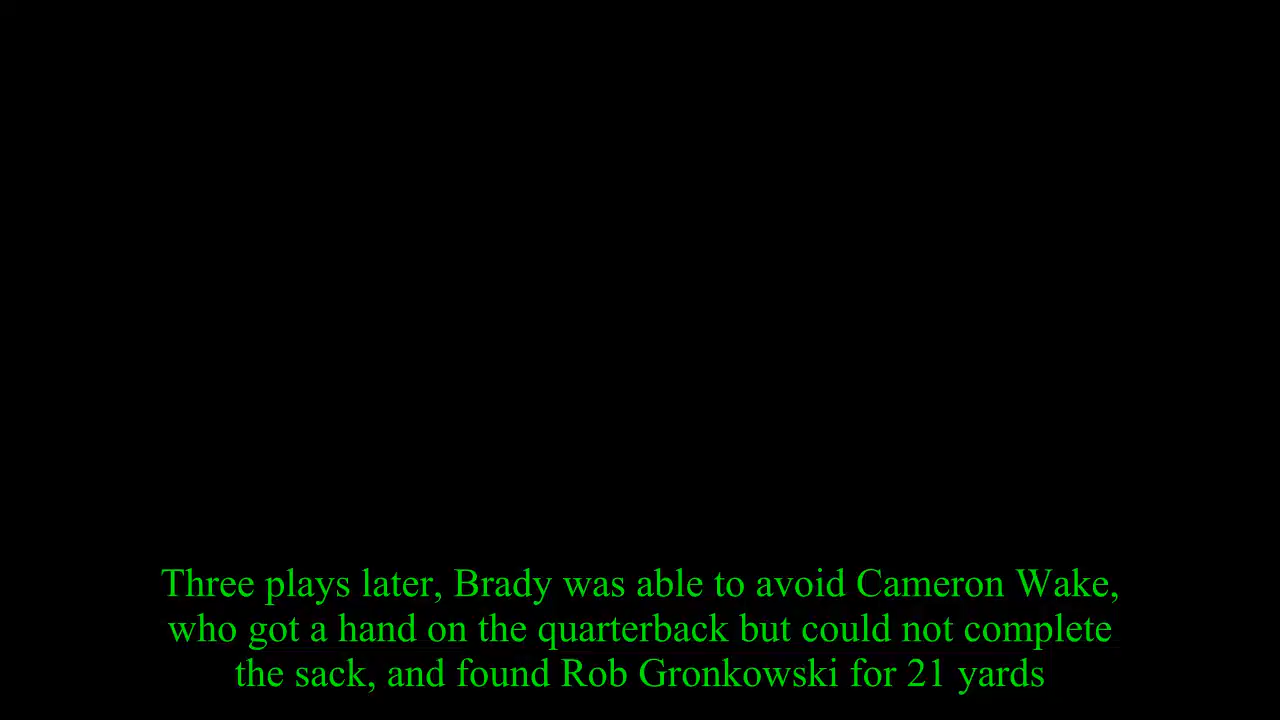 Three plays later, Brady was able to avoid Cameron Wake,
who got a hand on the quarterback but could not complete
the sack, and found Rob Gronkowski for 21 yards